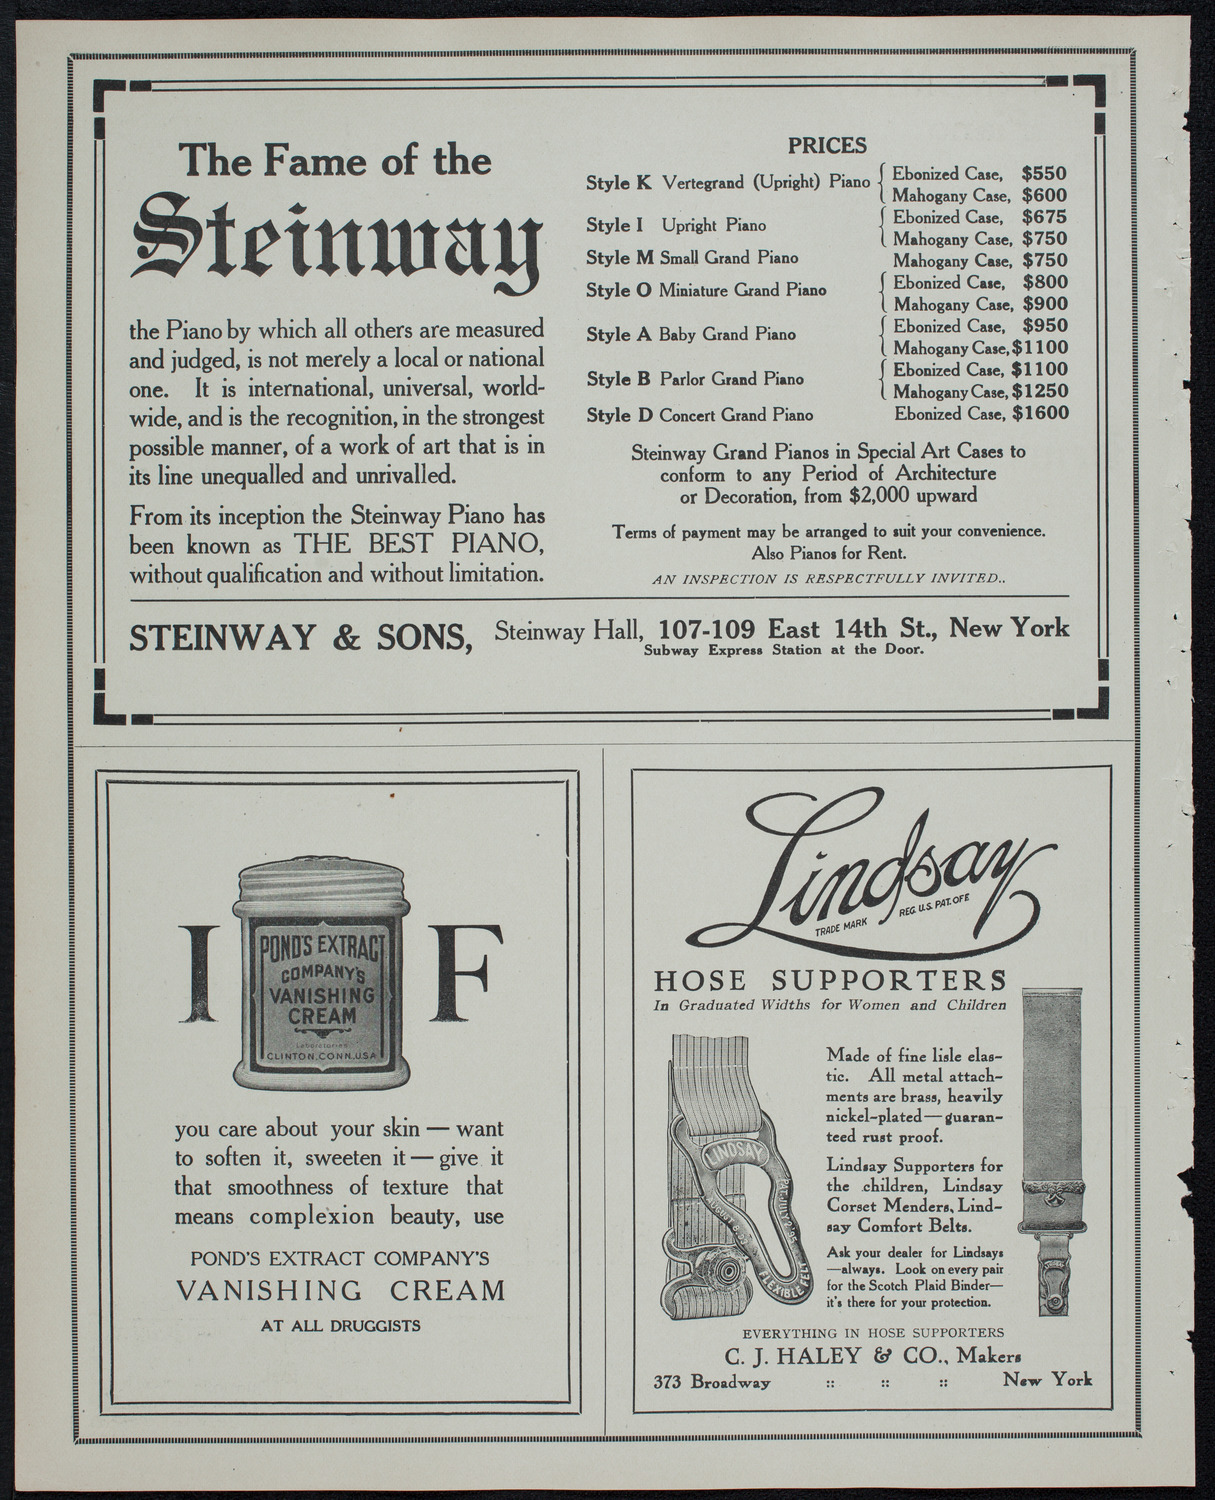 The Fame of the
Steinway
the Piano by which all others are measured
and judged, is not merely a local or national
one. It is international, universal, world-
wide, and is the recognition, in the strongest
possible manner, of a work of art that is in
its line unequalled and unrivalled.
From its inception the Steinway Piano has
been known as THE BEST PIANO,
without qualification and without limitation.
PRICES
Style K Vertegrand (Upright) Piano { Ebonized Case, $550
Mahogany Case, $600
Style I Upright Piano { Ebonized Case, $675
Mahogany Case, $750
Style M Small Grand Piano Mahogany Case, $750
Style O Miniature Grand Piano { Ebonized Case, $800
Mahogany Case, $900
Style A Baby Grand Piano { Ebonized Case, $950
Mahogany Case, $1100
Style B Parlor Grand Piano { Ebonized Case, $1100
Mahogany Case, $1250
Style D Concert Grand Piano Ebonized Case, $1600
Steinway Grand Pianos in Special Art Cases to
conform to any Period of Architecture
or Decoration, from $2,000 upward
Terms of payment may be arranged to suit your convenience.
Also Pianos for Rent.
AN INSPECTION IS RESPECTFULLY INVITED..
STEINWAY & SONS, Steinway Hall, 107-109 East 14th St., New York
Subway Express Station at the Door.
I F
POND'S EXTRACT
COMPANY'S
VANISHING
CREAM
Laboratories
CLINTON.CONN.USA
you care about your skin — want
to soften it, sweeten it — give it
that smoothness of texture that
means complexion beauty, use
POND'S EXTRACT COMPANY'S
VANISHING CREAM
AT ALL DRUGGISTS
Lindsay
TRADE MARK REG. U.S. PAT. OFF.
HOSE SUPPORTERS
In Graduated Widths for Women and Children
LINDSAY
FLEXIBLE
Made of fine lisle elas-
tic. All metal attach-
ments are brass, heavily
nickel-plated — guaran-
teed rust proof.
Lindsay Supporters for
the children, Lindsay
Corset Menders, Lind-
say Comfort Belts.
Ask your dealer for Lindsays
—always. Look on every pair
for the Scotch Plaid Binder—
it's there for your protection.
EVERYTHING IN HOSE SUPPORTERS
C. J. HALEY & CO., Makers
373 Broadway :: :: :: New York